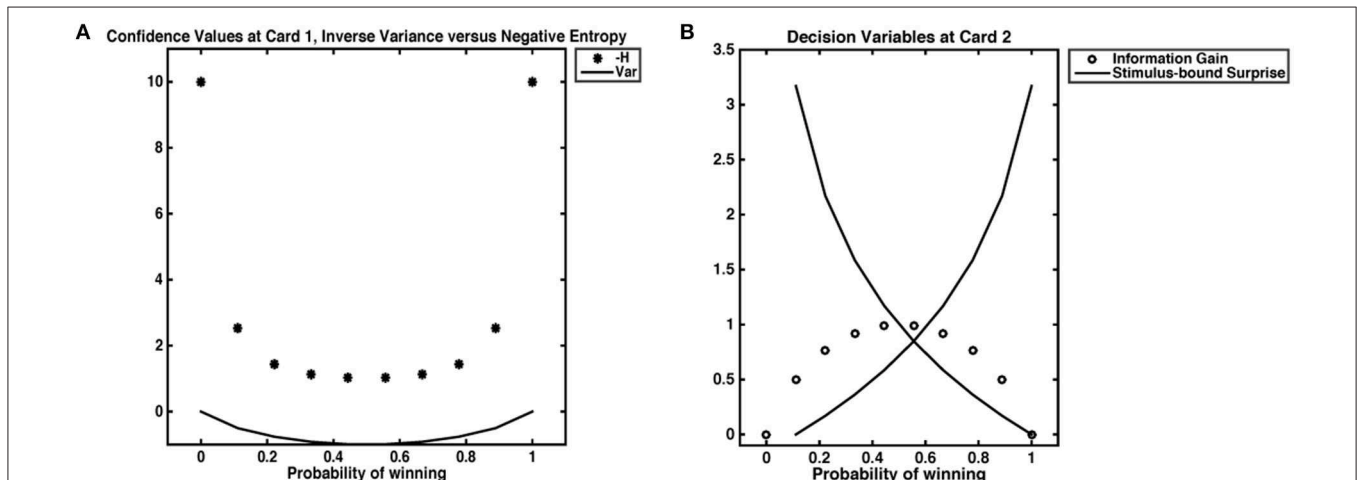 A
Confidence Values at Card 1, Inverse Variance versus Negative Entropy
-H
Var
10
8
6
4
2
0
0 0.2 0.4 0.6 0.8 1
Probability of winning
B
Decision Variables at Card 2
Information Gain
Stimulus-bound Surprise
3.5
3
2.5
2
1.5
1
0.5
0
0 0.2 0.4 0.6 0.8 1
Probability of winning